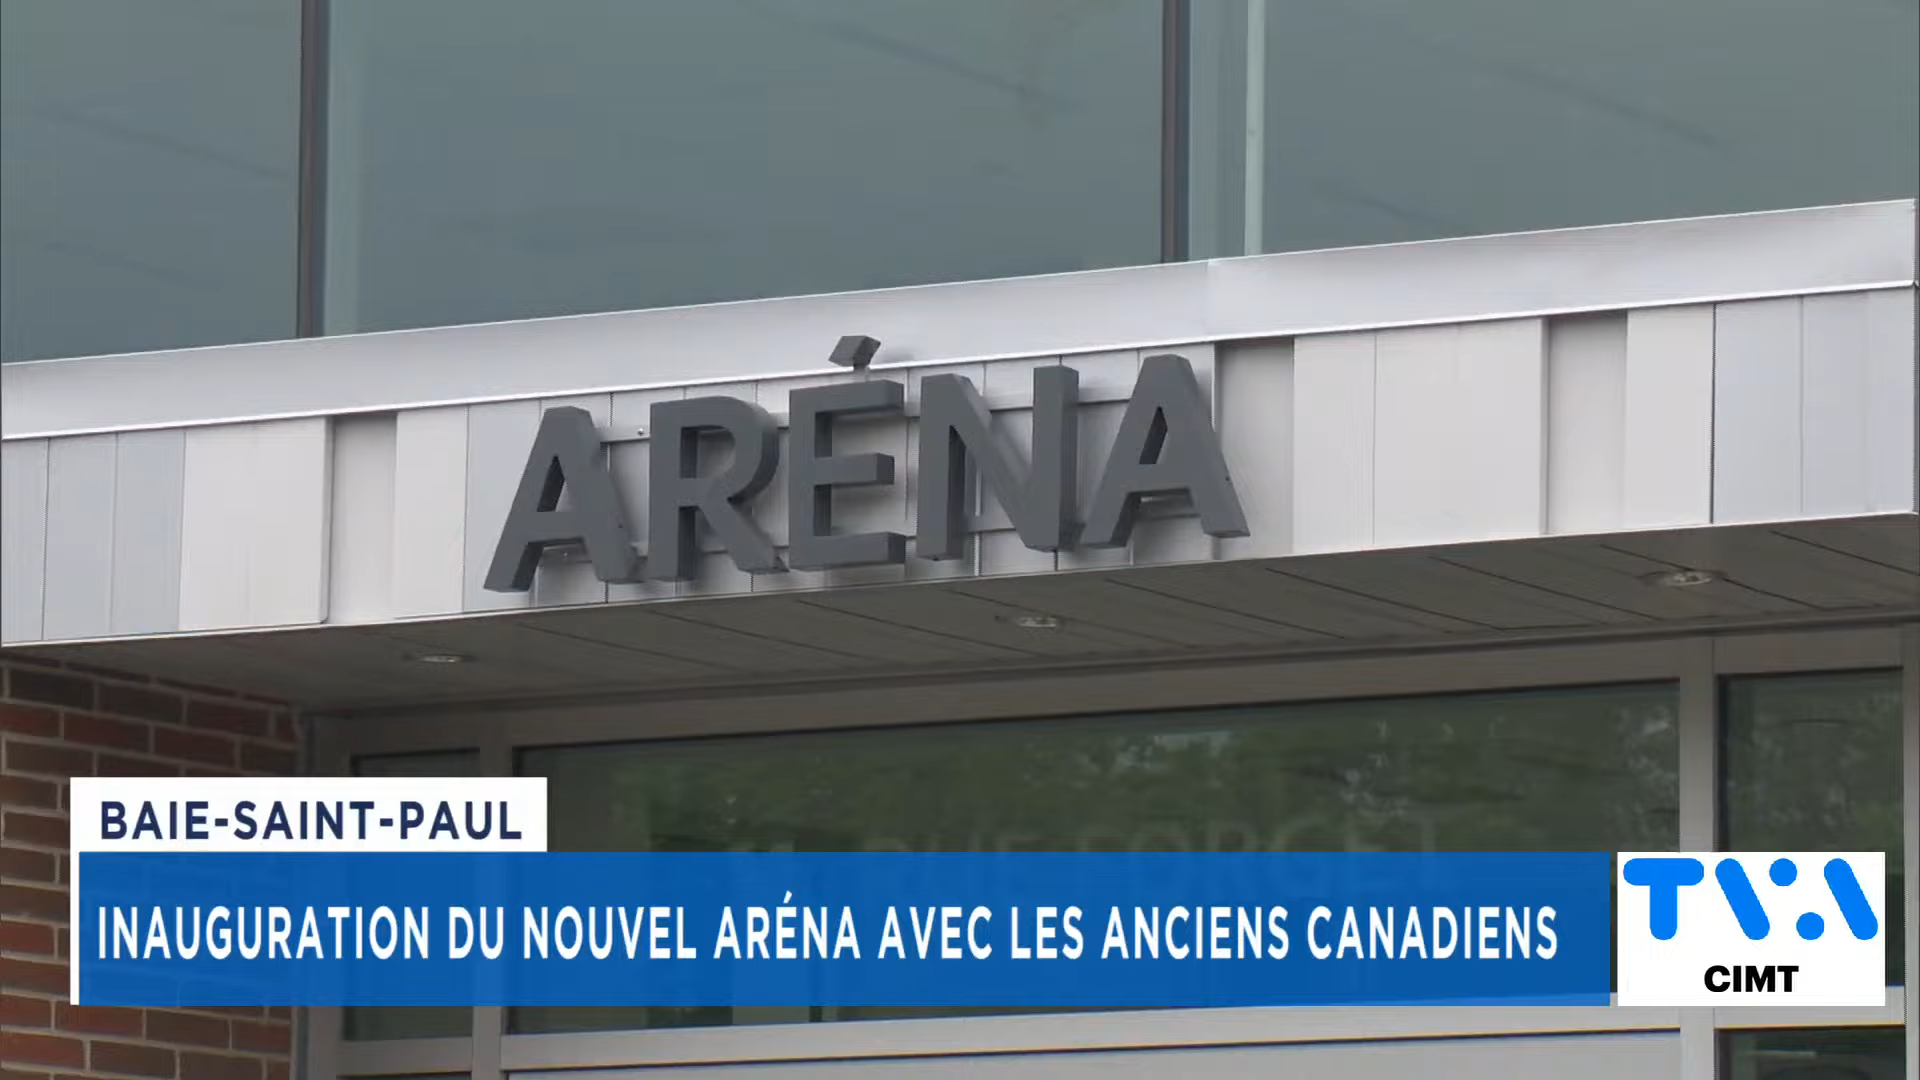 ARÉNA
BAIE-SAINT-PAUL
INAUGURATION DU NOUVEL ARÉNA AVEC LES ANCIENS CANADIENS
TVA
CIMT